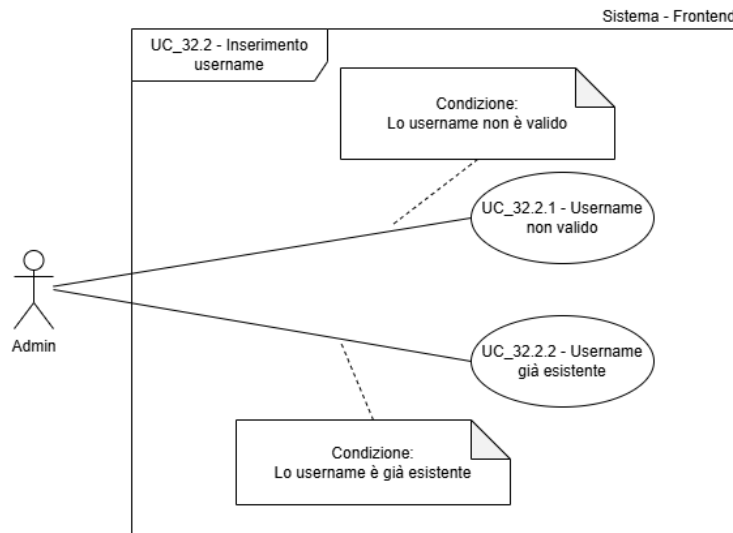 Sistema - Frontend
UC_32.2 - Inserimento
username
Condizione:
Lo username non è valido
UC_32.2.1 - Username
non valido
Admin
UC_32.2.2 - Username
già esistente
Condizione:
Lo username è già esistente